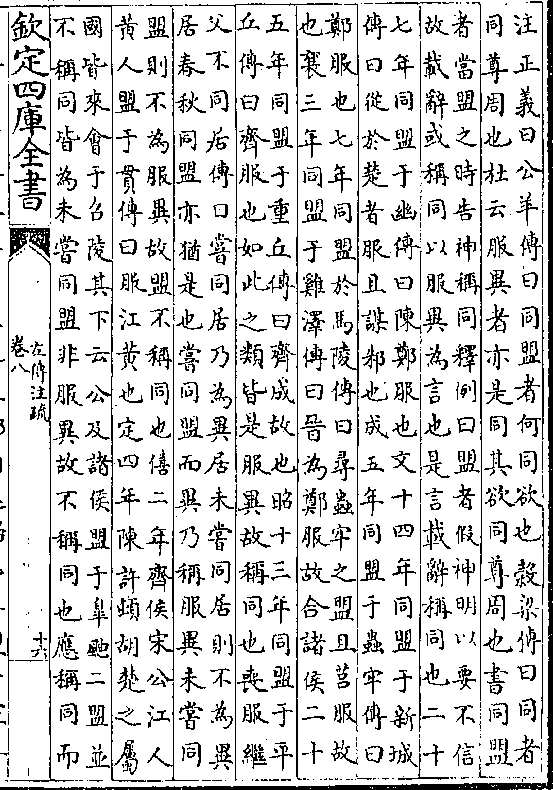 注正義曰公羊傳曰同盟者何同欲也穀梁傳曰同者
同尊周也杜云服異者亦是同其欲同尊周也書同盟
者當盟之時告神稱同釋例曰盟者假神明以要不信
故載辭或稱同以服異為言也是言載辭稱同也二十
七年同盟于幽傳曰陳鄭服也文十四年同盟于新城
傳曰從於楚者服且謀邾也成五年同盟于蟲牢傳曰
鄭服也七年同盟於馬陵傳曰尋蟲牢之盟且莒服故
也襄三年同盟于雞澤傳曰晉為鄭服故合諸侯二十
五年同盟于重丘傳曰齊成故也昭十三年同盟于平
丘傳曰齊服也如此之類皆是服異故稱同也喪服繼
父不同居傳曰嘗同居乃為異居未嘗同居則不為異
居春秋同盟亦猶是也嘗同盟而異乃稱服異未嘗同
盟則不為服異故盟不稱同也僖二年齊侯宋公江人
黃人盟于貫傳曰服江黃也定四年陳許頓胡楚之屬
國皆來會于召陵其下云公及諸侯盟于皐鼬二盟並
不稱同皆為未嘗同盟非服異故不稱同也應稱同而
欽定四庫全書
左傳注疏
卷八
十六